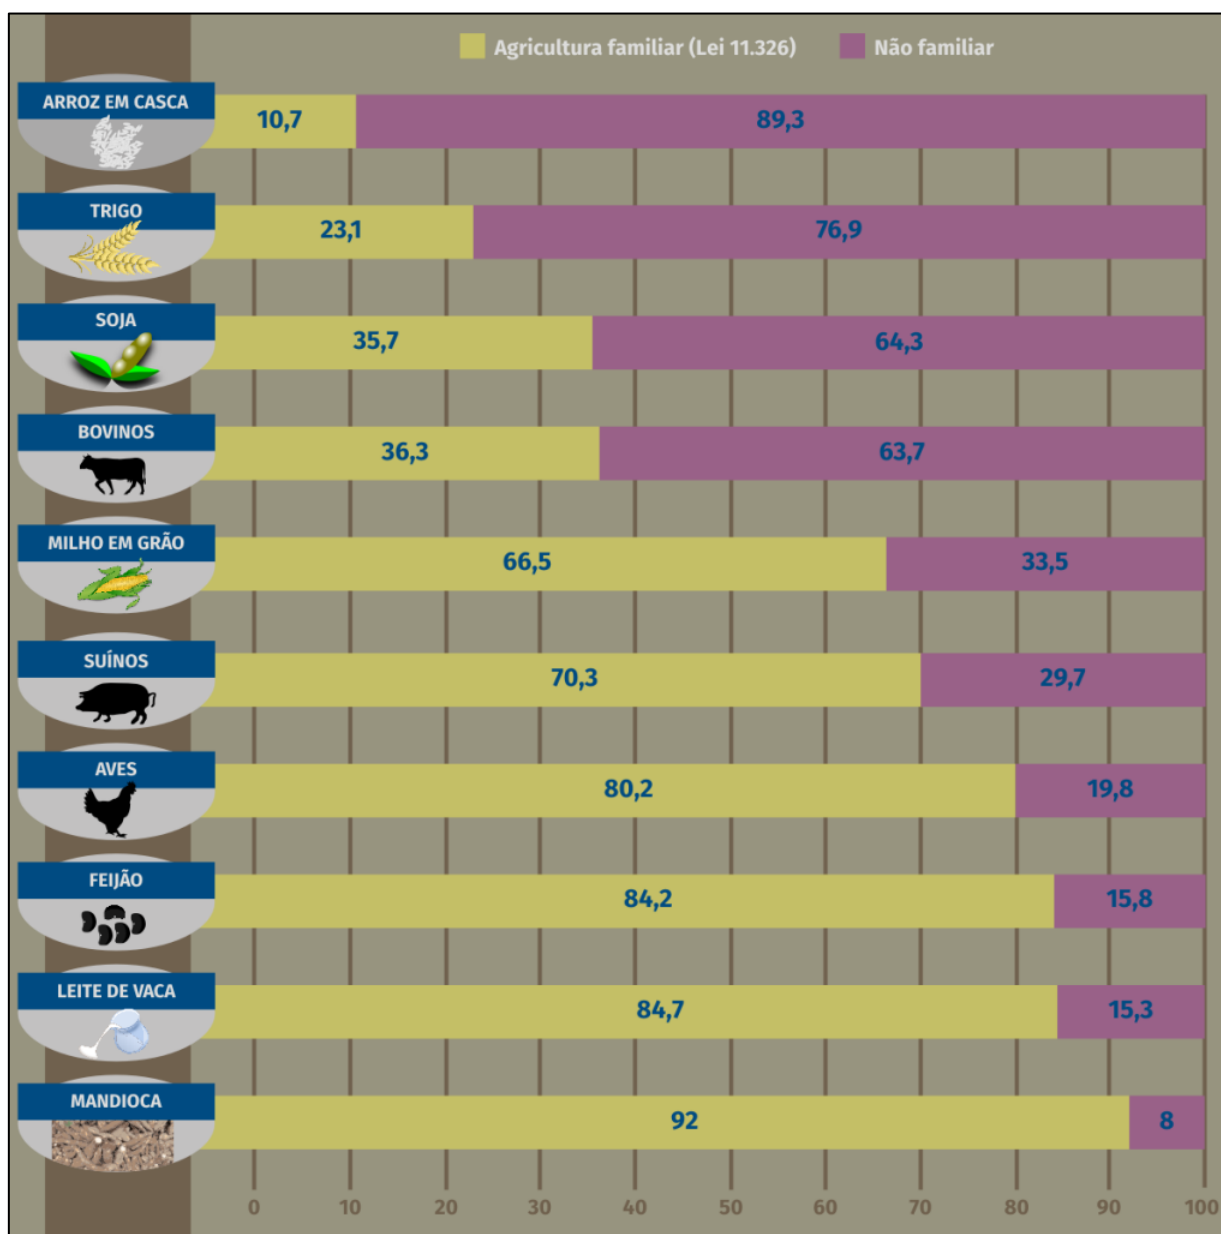 Agricultura familiar (Lei 11.326) Não familiar
ARROZ EM CASCA 10,7 89,3
TRIGO 23,1 76,9
SOJA 35,7 64,3
BOVINOS 36,3 63,7
MILHO EM GRÃO 66,5 33,5
SUÍNOS 70,3 29,7
AVES 80,2 19,8
FEIJÃO 84,2 15,8
LEITE DE VACA 84,7 15,3
MANDIOCA 92 8
0 10 20 30 40 50 60 70 80 90 100